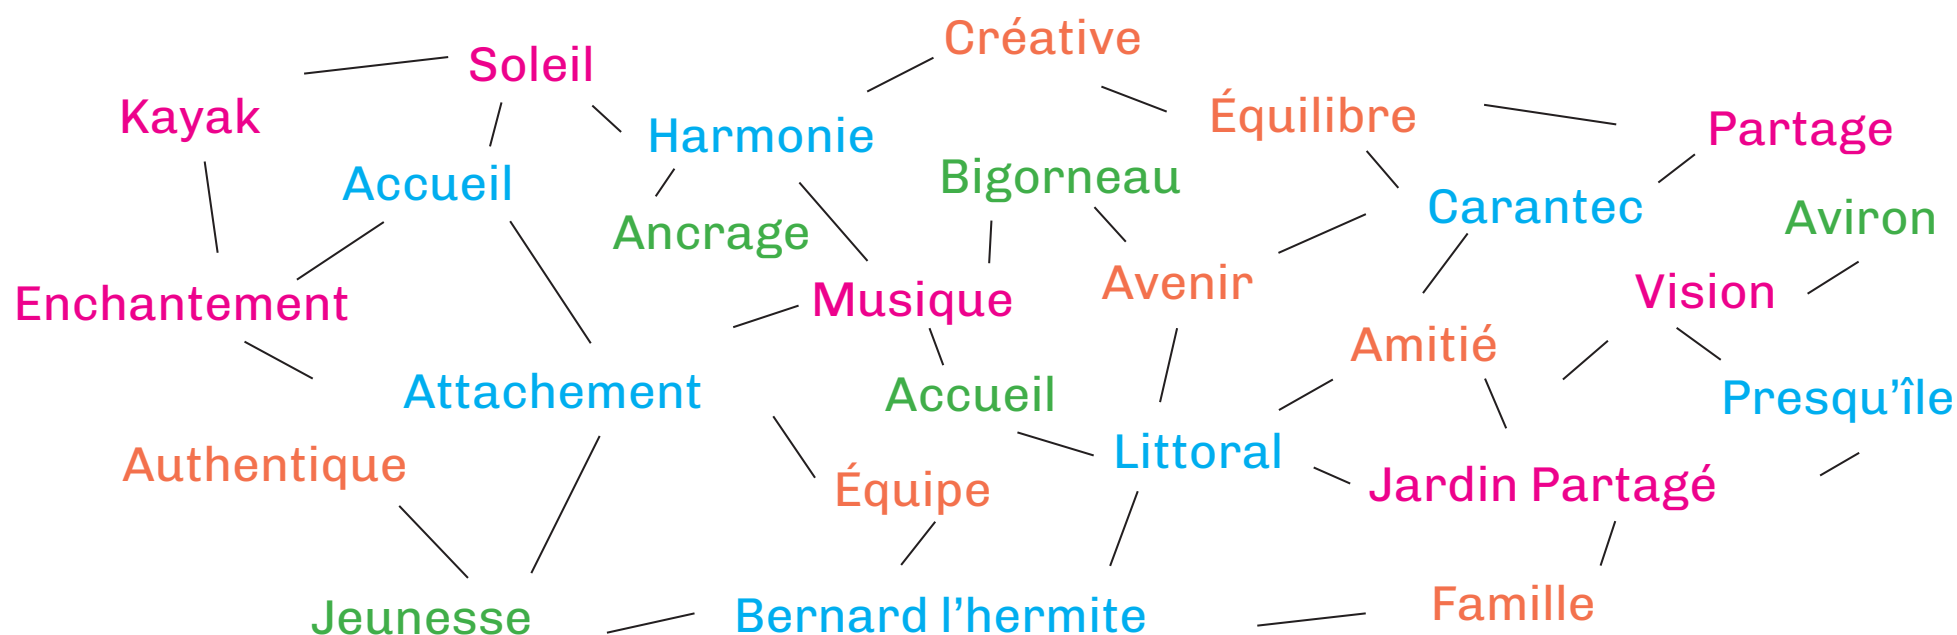 Créative
Soleil
Kayak
Harmonie
Équilibre
Partage
Accueil
Bigorneau
Carantec
Ancrage
Aviron
Enchantement
Musique
Avenir
Vision
Amitié
Attachement
Accueil
Presqu’île
Authentique
Littoral
Équipe
Jardin Partagé
Jeunesse
Bernard l’hermite
Famille